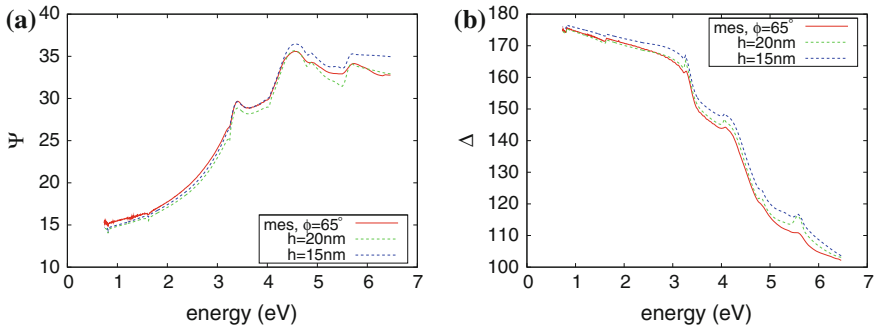 (a)
40
35
30
25
20
15
10
Ψ
mes, ϕ=65°
h=20nm
h=15nm
0 1 2 3 4 5 6 7
energy (eV)
(b)
180
170
160
150
140
130
120
110
100
Δ
mes, ϕ=65°
h=20nm
h=15nm
0 1 2 3 4 5 6 7
energy (eV)